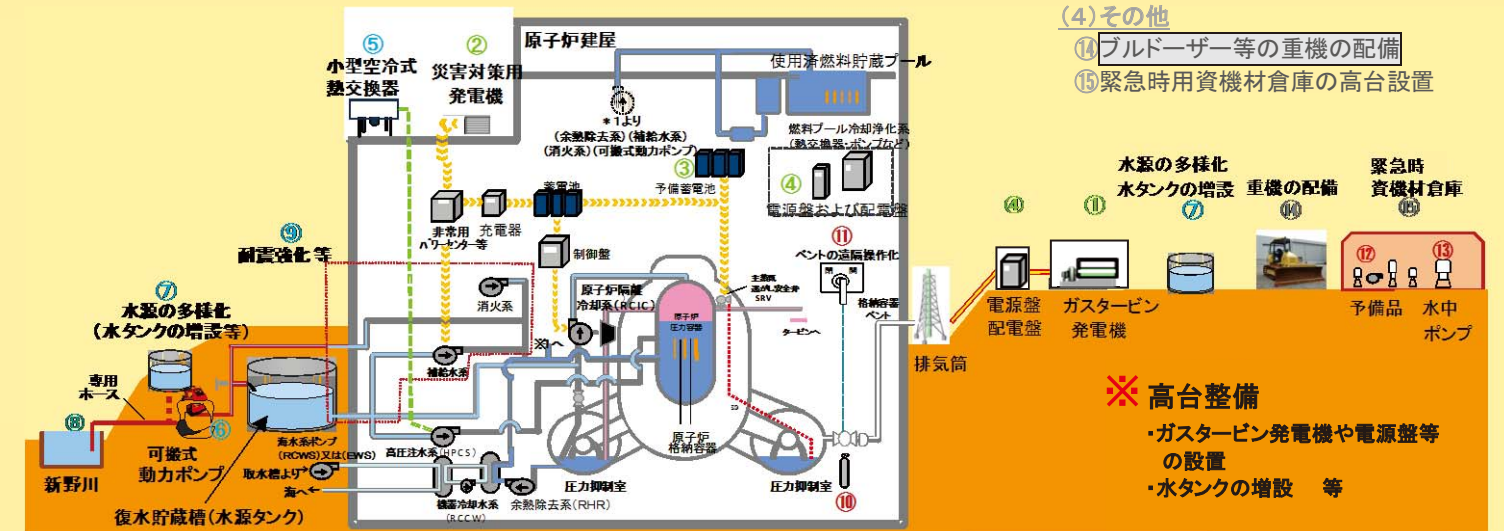 (4)その他
⑭ブルドーザー等の重機の配備
⑮緊急時用資機材倉庫の高台設置
原子炉建屋
⑤
小型空冷式
熱交換器
②
災害対策用
発電機
*1より
(余熱除去系)(補給水系)
(消火系)(可搬式動力ポンプ)
使用済燃料貯蔵プール
燃料プール冷却浄化系
(熱交換器・ポンプなど)
③
予備蓄電池
④
電源盤および配電盤
蓄電池
充電器
非常用
パワーセンター等
制御盤
⑨
耐震強化等
⑦
水源の多様化
(水タンクの増設等)
専用
ホース
⑧
新野川
⑥
可搬式
動力ポンプ
復水貯蔵槽(水源タンク)
消火系
補給水系
原子炉隔離
冷却系(RCIC)
原子炉
圧力容器
主蒸気
逃がし安全弁
SRV
タービンへ
⑪
ベントの遠隔操作化
閉 開
格納容器
ベント
排気筒
海水系ポンプ
(RCWS)又は(EWS)
取水槽より
海へ
高圧注水系(HPCS)
機器冷却水系
(RCCW)
余熱除去系(RHR)
圧力抑制室
原子炉
格納容器
圧力抑制室
⑩
④
電源盤
配電盤
①
ガスタービン
発電機
水源の多様化
水タンクの増設
⑦
重機の配備
⑭
緊急時
資機材倉庫
⑮
⑫
予備品
⑬
水中
ポンプ
※高台整備
・ガスタービン発電機や電源盤等
の設置
・水タンクの増設 等